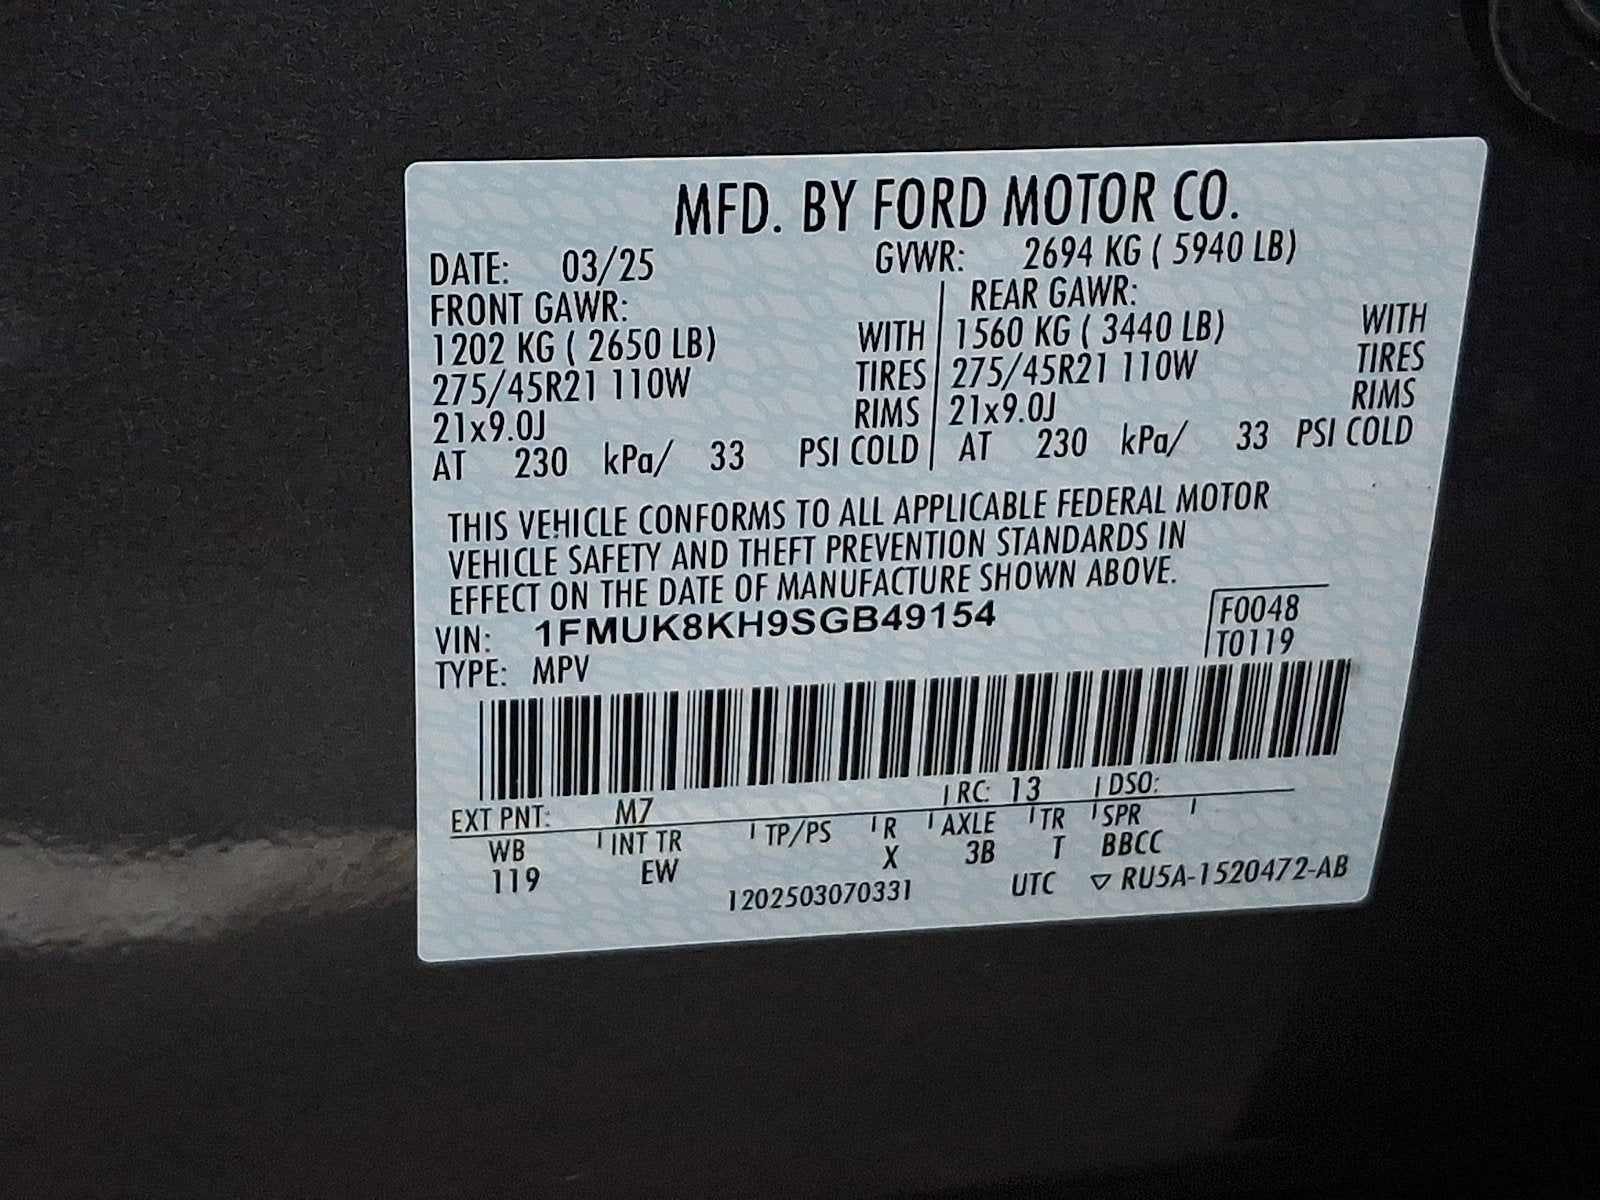 MFD. BY FORD MOTOR CO.
DATE: 03/25 GVWR: 2694 KG ( 5940 LB)
FRONT GAWR: REAR GAWR:
1202 KG ( 2650 LB) WITH 1560 KG ( 3440 LB) WITH
275/45R21 110W TIRES 275/45R21 110W TIRES
21x9.0J RIMS 21x9.0J RIMS
AT 230 kPa/ 33 PSI COLD AT 230 kPa/ 33 PSI COLD
THIS VEHICLE CONFORMS TO ALL APPLICABLE FEDERAL MOTOR
VEHICLE SAFETY AND THEFT PREVENTION STANDARDS IN
EFFECT ON THE DATE OF MANUFACTURE SHOWN ABOVE.
VIN: 1FMUK8KH9SGB49154 F0048
TYPE: MPV T0119
EXT PNT: M7 RC: 13 DSO:
WB INT TR TP/PS R AXLE TR SPR
119 EW X 3B T BBCC
1202503070331 UTC ▽ RU5A-1520472-AB